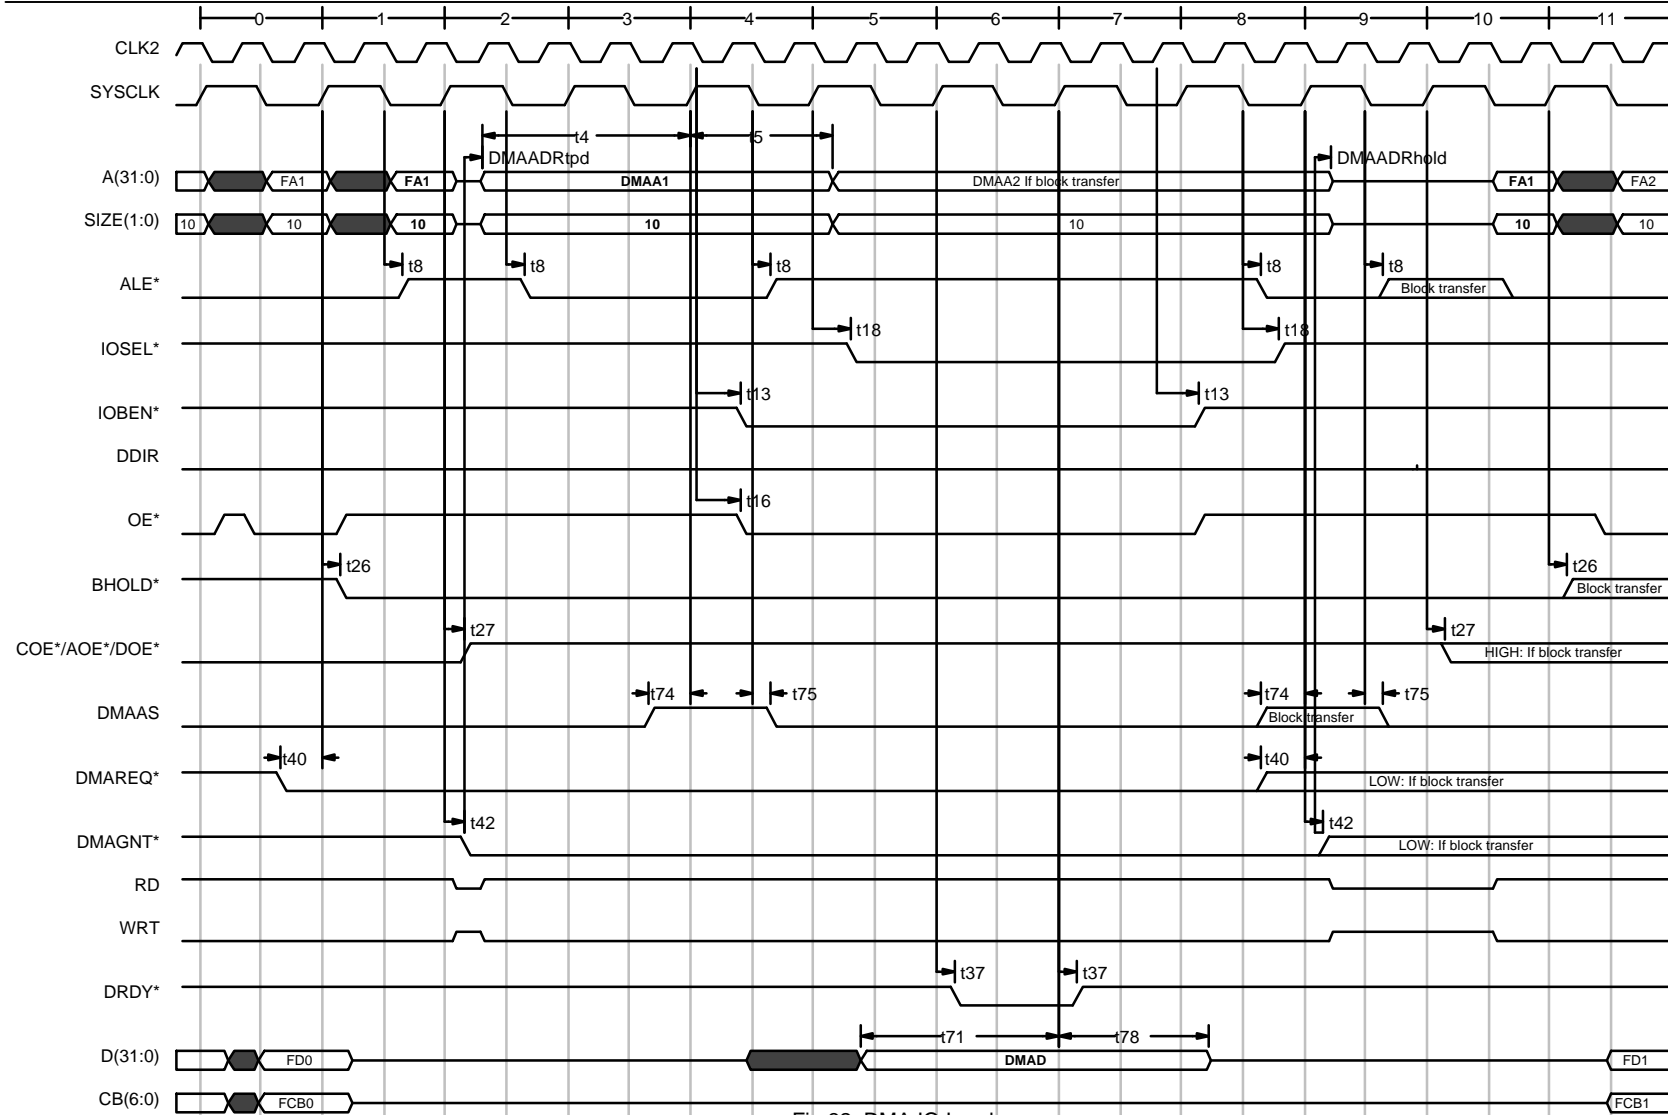 0 1 2 3 4 5 6 7 8 9 10 11
CLK2
SYSCLK
t4 t5
DMAADRtpd DMAADRhold
A(31:0) FA1 FA1 DMAA1 DMAA2 If block transfer FA1 FA2
SIZE(1:0) 10 10 10 10 10 10 10
t8 t8 t8 t8 t8
ALE* Block transfer
t18 t18
IOSEL*
t13 t13
IOBEN*
DDIR
t16
OE*
t26 t26
BHOLD* Block transfer
t27 t27
COE*/AOE*/DOE* HIGH: If block transfer
t74 t75 t74 t75
DMAAS Block transfer
t40 t40
DMAREQ* LOW: If block transfer
t42 t42
DMAGNT* LOW: If block transfer
RD
WRT
t37 t37
DRDY*
t71 t78
D(31:0) FD0 DMAD FD1
CB(6:0) FCB0 FCB1